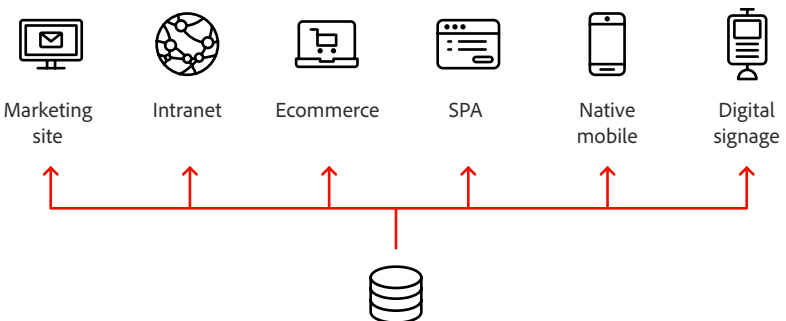 Marketing
site
Intranet
Ecommerce
SPA
Native
mobile
Digital
signage